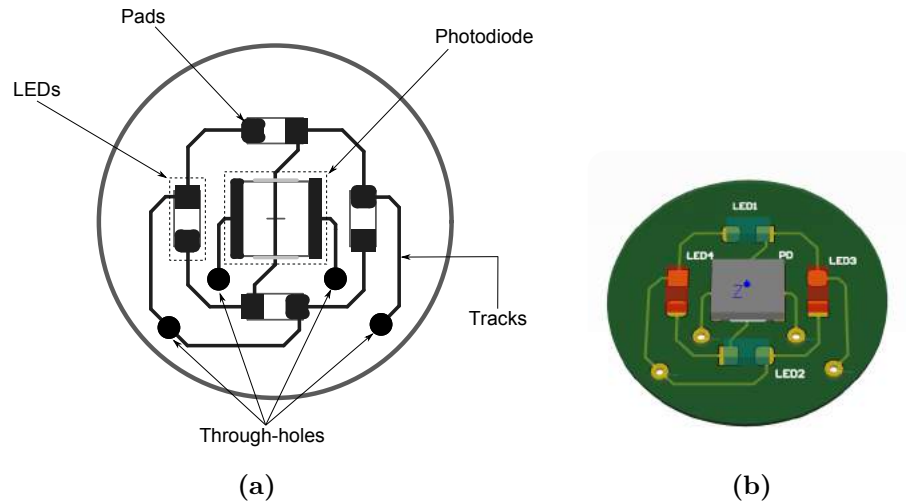 Pads
Photodiode
LEDs
Tracks
Through-holes
(a)
LED1
LED4
PD
LED3
Z
LED2
(b)